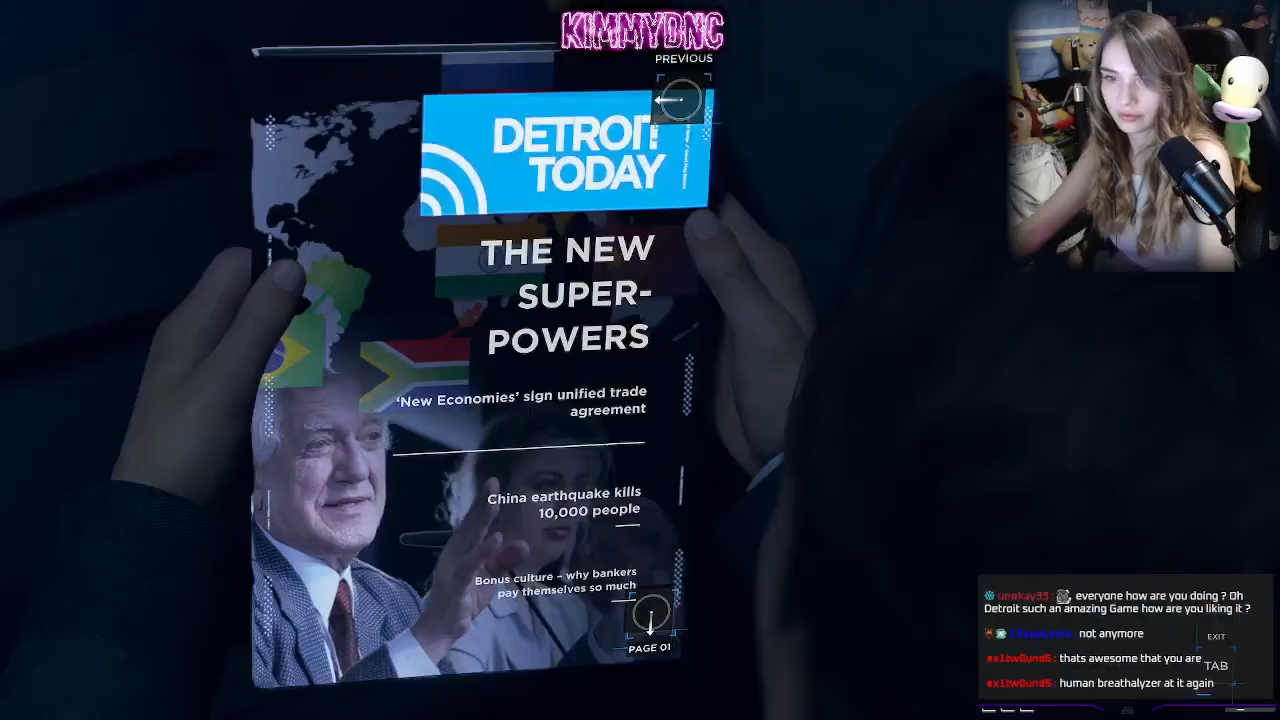 KIMMYDNC
PREVIOUS
DETROIT
TODAY
THE NEW
SUPER-
POWERS
'New Economies' sign unified trade
agreement
China earthquake kills
10,000 people
Bonus culture – why bankers
pay themselves so much
PAGE 01
unokay33: everyone how are you doing ? Oh
Detroit such an amazing Game how are you liking it ?
not anymore
ex1tw0und5: thats awesome that you are
ex1tw0und5: human breathalyzer at it again
EXIT
TAB